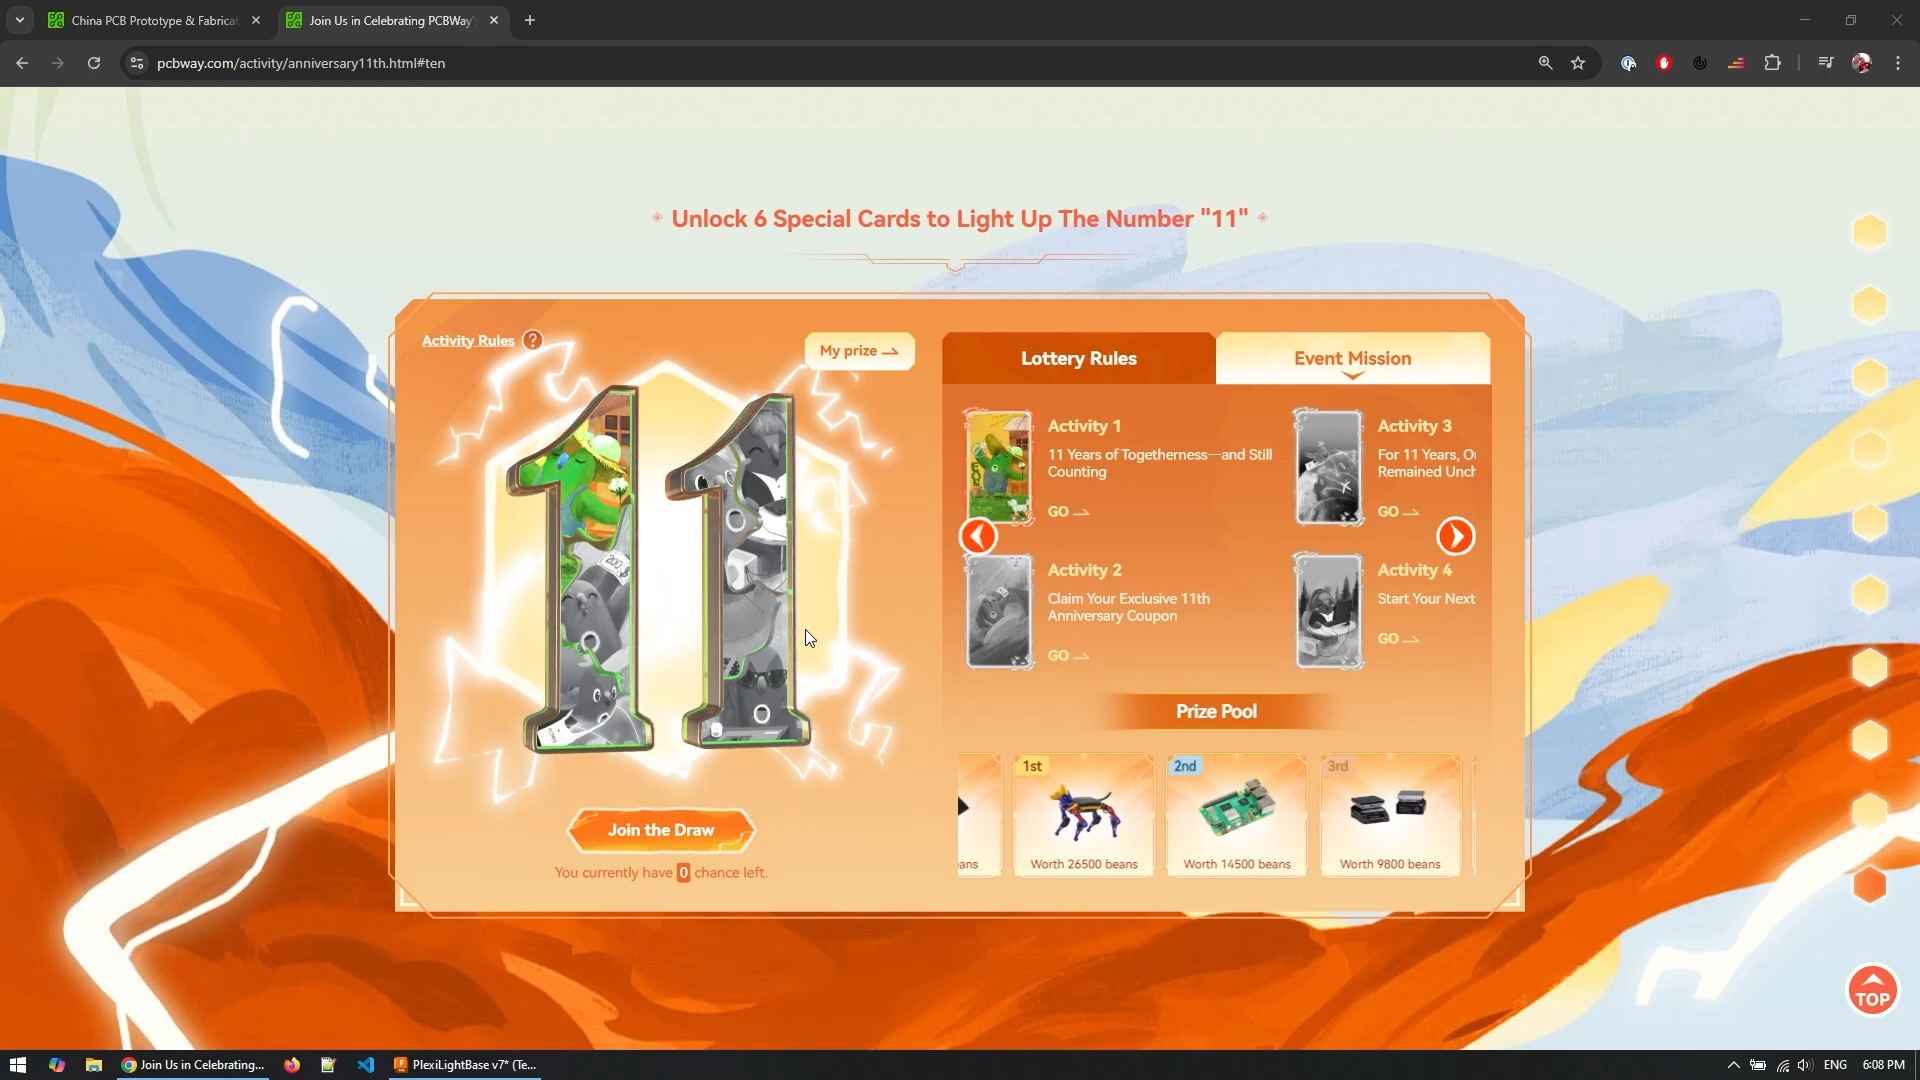 China PCB Prototype & Fabrica
Join Us in Celebrating PCBWay'
pcbway.com/activity/anniversary11th.html#ten
Unlock 6 Special Cards to Light Up The Number "11"
Activity Rules ?
My prize
Lottery Rules
Event Mission
Activity 1
11 Years of Togetherness—and Still
Counting
GO
Activity 3
For 11 Years, Ou
Remained Unch
GO
Activity 2
Claim Your Exclusive 11th
Anniversary Coupon
GO
Activity 4
Start Your Next
GO
11
200$
Prize Pool
eans
1st
Worth 26500 beans
2nd
Worth 14500 beans
3rd
Worth 9800 beans
Join the Draw
You currently have 0 chance left.
TOP
Join Us in Celebrating...
PlexiLightBase v7* (Te...
ENG
6:08 PM